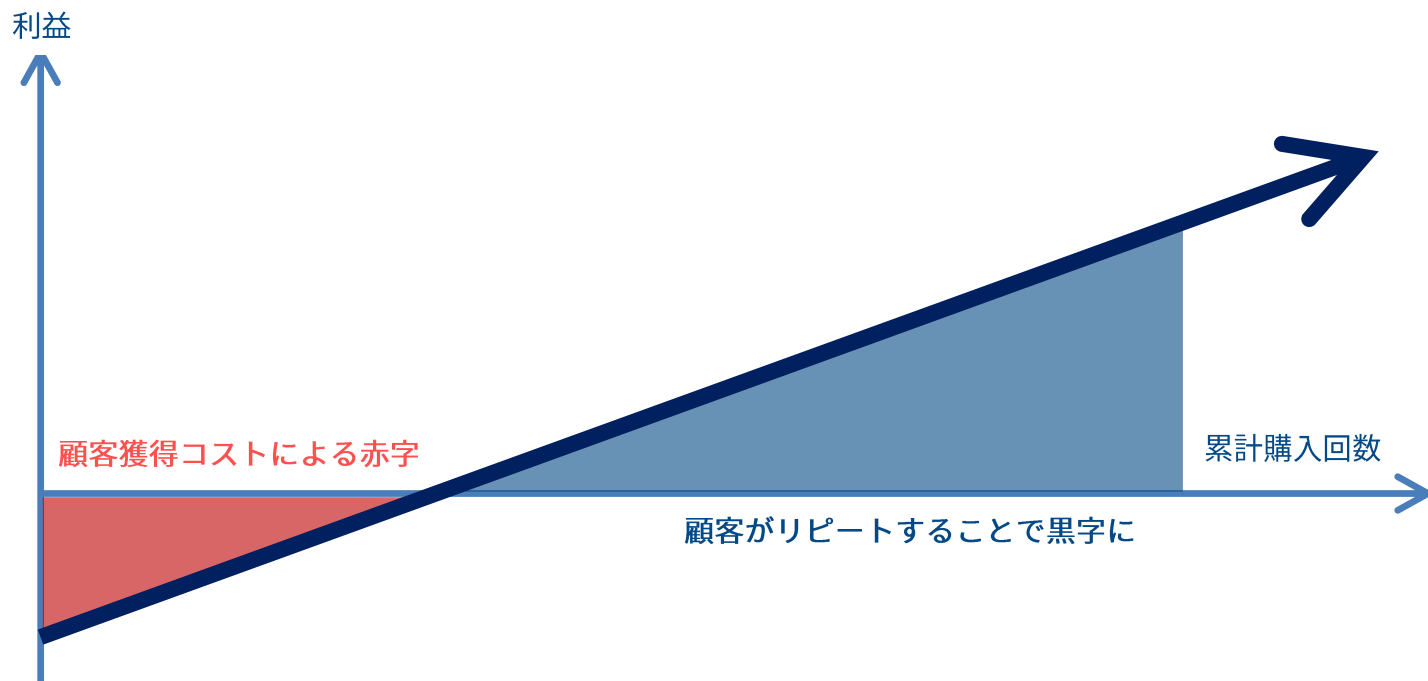 利益
顧客獲得コストによる赤字
累計購入回数
顧客がリピートすることで黒字に